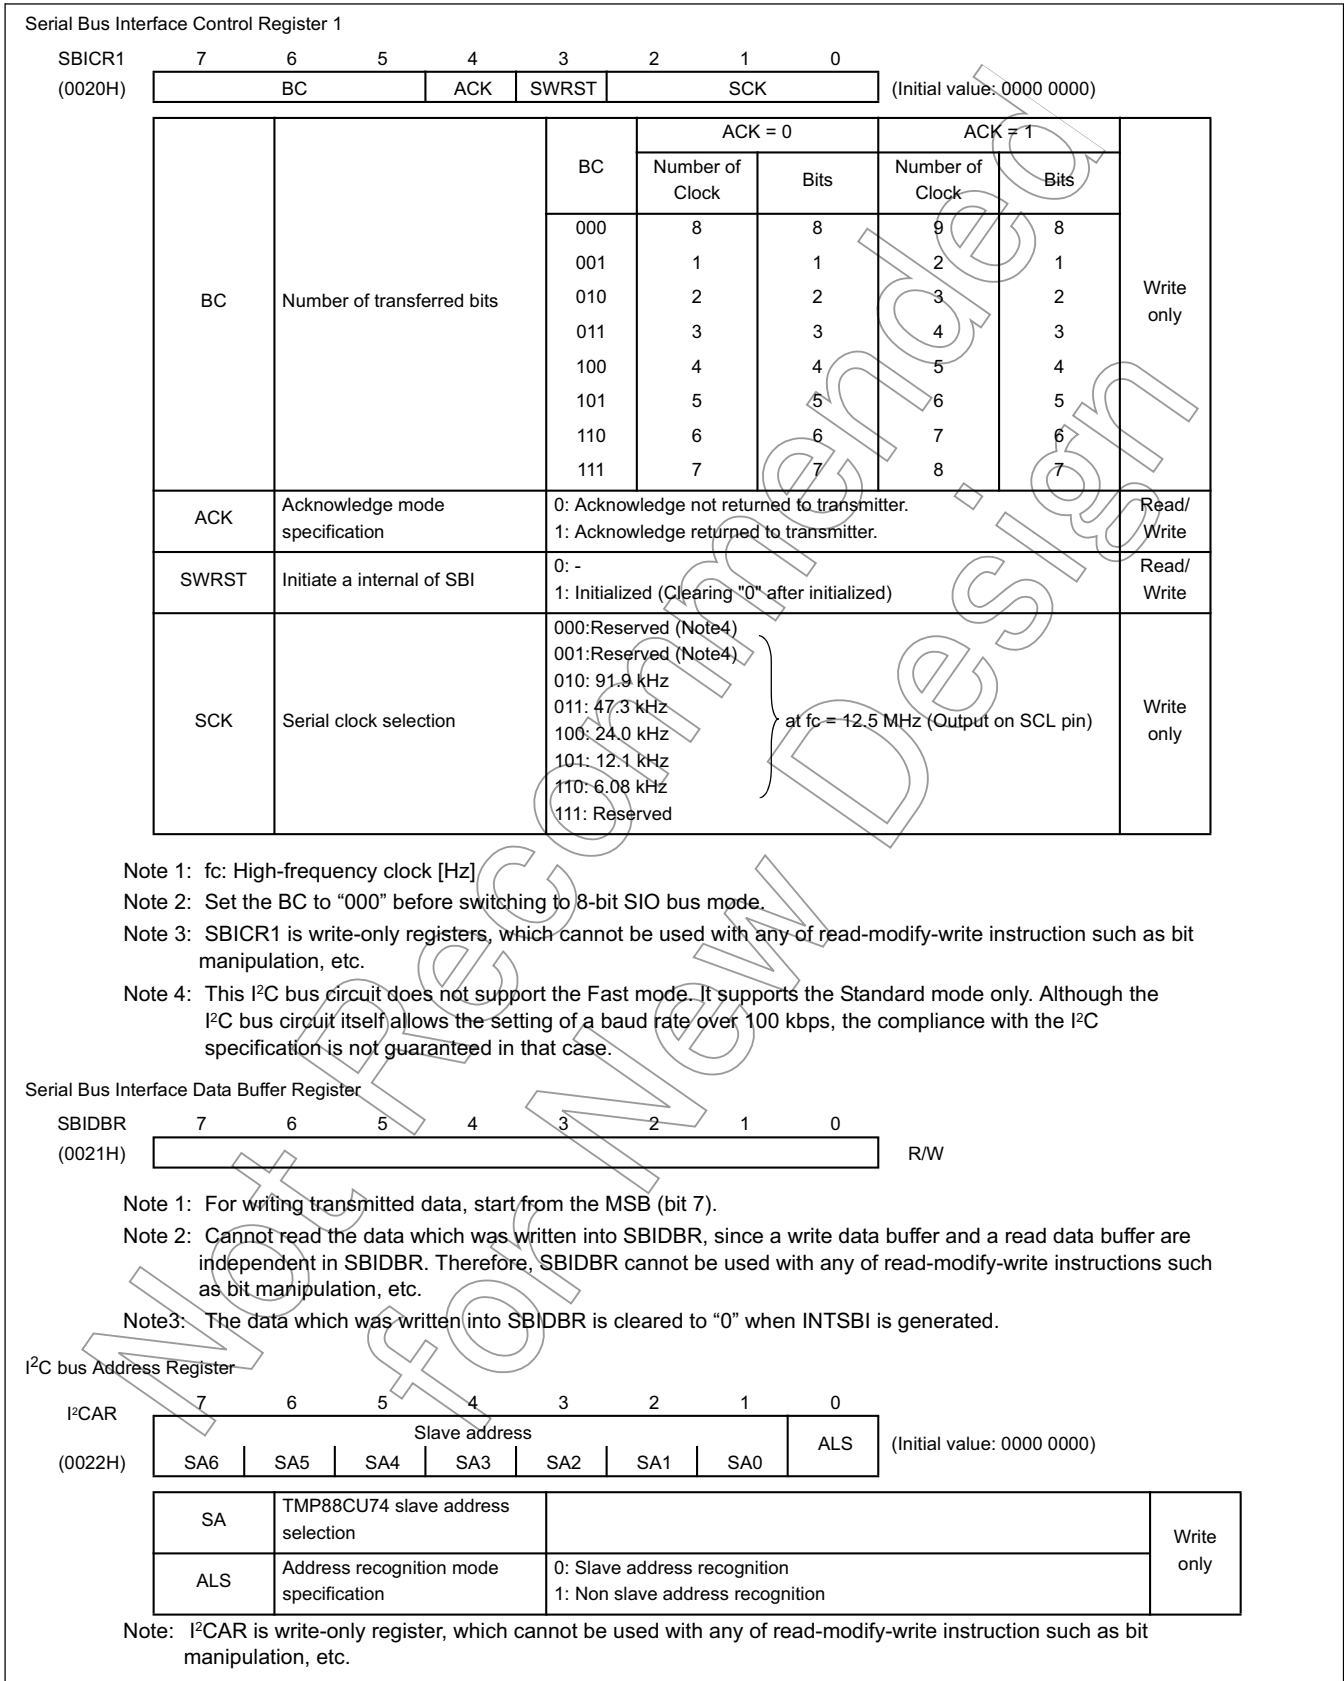 Serial Bus Interface Control Register 1
SBICR1 7 6 5 4 3 2 1 0
(0020H) BC ACK SWRST SCK (Initial value: 0000 0000)
ACK = 0 ACK = 1
BC Number of Clock Bits Number of Clock Bits
000 8 8 9 8
001 1 1 2 1
BC Number of transferred bits 010 2 2 3 2 Write only
011 3 3 4 3
100 4 4 5 4
101 5 5 6 5
110 6 6 7 6
111 7 7 8 7
ACK Acknowledge mode specification 0: Acknowledge not returned to transmitter. Read/
1: Acknowledge returned to transmitter. Write
SWRST Initiate a internal of SBI 0: - Read/
1: Initialized (Clearing "0" after initialized) Write
000:Reserved (Note4)
001:Reserved (Note4)
010: 91.9 kHz
011: 47.3 kHz
SCK Serial clock selection at fc = 12.5 MHz (Output on SCL pin) Write only
100: 24.0 kHz
101: 12.1 kHz
110: 6.08 kHz
111: Reserved
Note 1: fc: High-frequency clock [Hz]
Note 2: Set the BC to “000” before switching to 8-bit SIO bus mode.
Note 3: SBICR1 is write-only registers, which cannot be used with any of read-modify-write instruction such as bit
manipulation, etc.
Note 4: This I²C bus circuit does not support the Fast mode. It supports the Standard mode only. Although the
I²C bus circuit itself allows the setting of a baud rate over 100 kbps, the compliance with the I²C
specification is not guaranteed in that case.
Serial Bus Interface Data Buffer Register
SBIDBR 7 6 5 4 3 2 1 0
(0021H) R/W
Note 1: For writing transmitted data, start from the MSB (bit 7).
Note 2: Cannot read the data which was written into SBIDBR, since a write data buffer and a read data buffer are
independent in SBIDBR. Therefore, SBIDBR cannot be used with any of read-modify-write instructions such
as bit manipulation, etc.
Note3: The data which was written into SBIDBR is cleared to “0” when INTSBI is generated.
I²C bus Address Register
I²CAR 7 6 5 4 3 2 1 0
Slave address ALS (Initial value: 0000 0000)
(0022H) SA6 SA5 SA4 SA3 SA2 SA1 SA0
SA TMP88CU74 slave address selection Write only
ALS Address recognition mode specification 0: Slave address recognition
1: Non slave address recognition
Note: I²CAR is write-only register, which cannot be used with any of read-modify-write instruction such as bit
manipulation, etc.
Not Recommended
for New Design